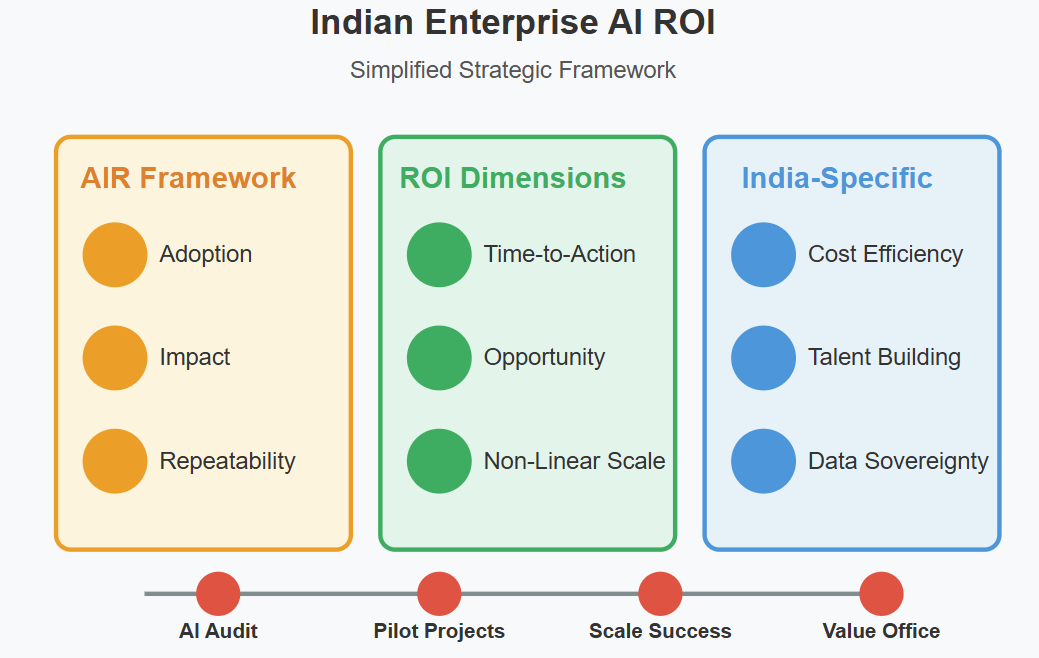 Indian Enterprise AI ROI
Simplified Strategic Framework
AIR Framework
Adoption
Impact
Repeatability
ROI Dimensions
Time-to-Action
Opportunity
Non-Linear Scale
India-Specific
Cost Efficiency
Talent Building
Data Sovereignty
AI Audit
Pilot Projects
Scale Success
Value Office